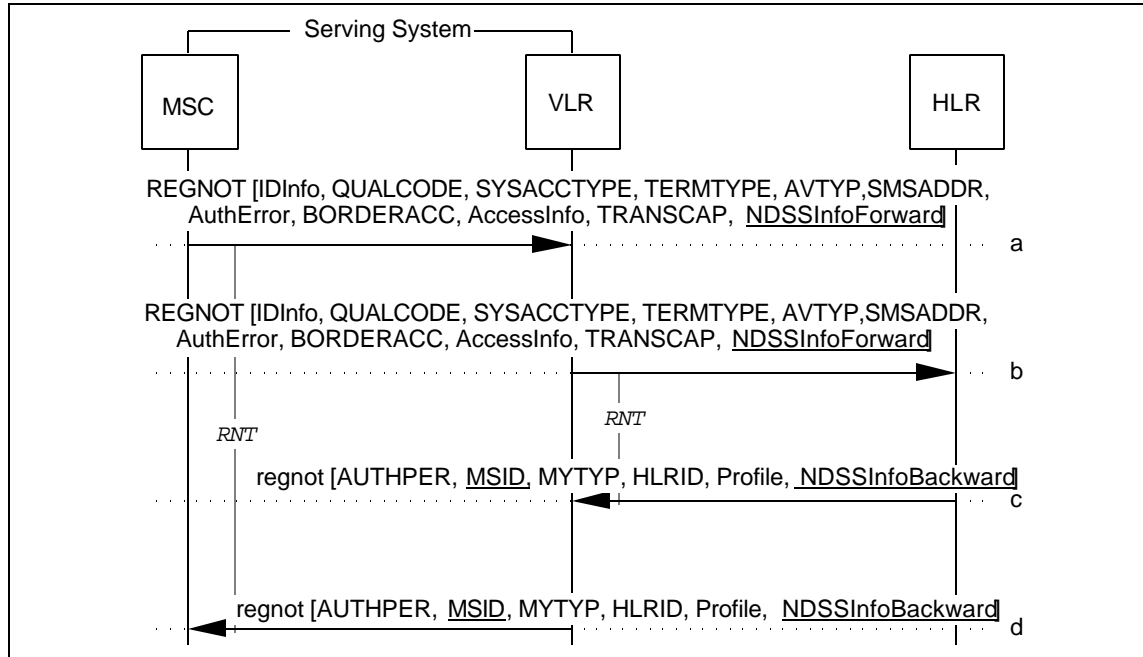 Serving System
MSC
VLR
HLR
REGNOT [IDInfo, QUALCODE, SYSACCTYPE, TERMTYPE, AVTYP,SMSADDR,
AuthError, BORDERACC, AccessInfo, TRANSCAP, NDSSInfoForward]
a
REGNOT [IDInfo, QUALCODE, SYSACCTYPE, TERMTYPE, AVTYP,SMSADDR,
AuthError, BORDERACC, AccessInfo, TRANSCAP, NDSSInfoForward]
b
RNT
RNT
regnot [AUTHPER, MSID, MYTYP, HLRID, Profile, NDSSInfoBackward]
c
regnot [AUTHPER, MSID, MYTYP, HLRID, Profile, NDSSInfoBackward]
d